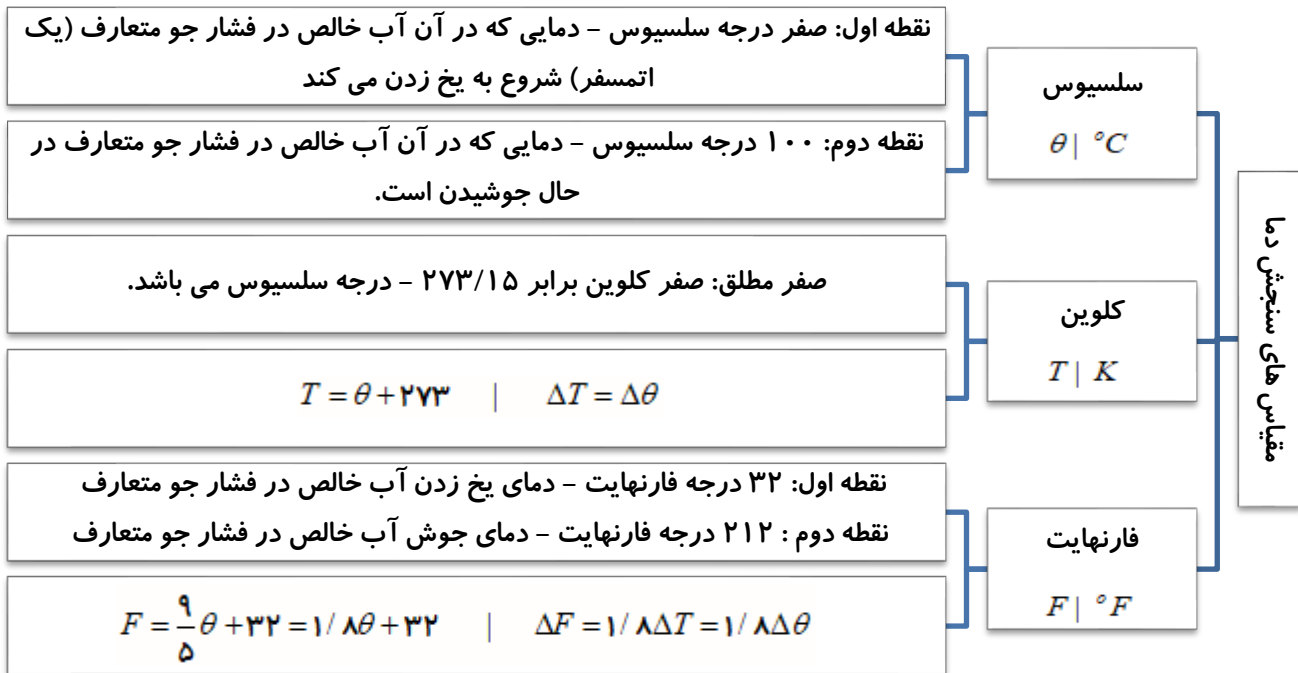 مقیاس های سنجش دما
سلسیوس
θ | °C
نقطه اول: صفر درجه سلسیوس – دمایی که در آن آب خالص در فشار جو متعارف (یک
اتمسفر) شروع به یخ زدن می کند
نقطه دوم: ۱۰۰ درجه سلسیوس – دمایی که در آن آب خالص در فشار جو متعارف در
حال جوشیدن است.
کلوین
T | K
صفر مطلق: صفر کلوین برابر ۲۷۳/۱۵ – درجه سلسیوس می باشد.
T = θ + ۲۷۳ | ΔT = Δθ
فارنهایت
F | °F
نقطه اول: ۳۲ درجه فارنهایت – دمای یخ زدن آب خالص در فشار جو متعارف
نقطه دوم : ۲۱۲ درجه فارنهایت – دمای جوش آب خالص در فشار جو متعارف
F = ۹/۵ θ + ۳۲ = ۱/۸θ + ۳۲ | ΔF = ۱/۸ΔT = ۱/۸Δθ